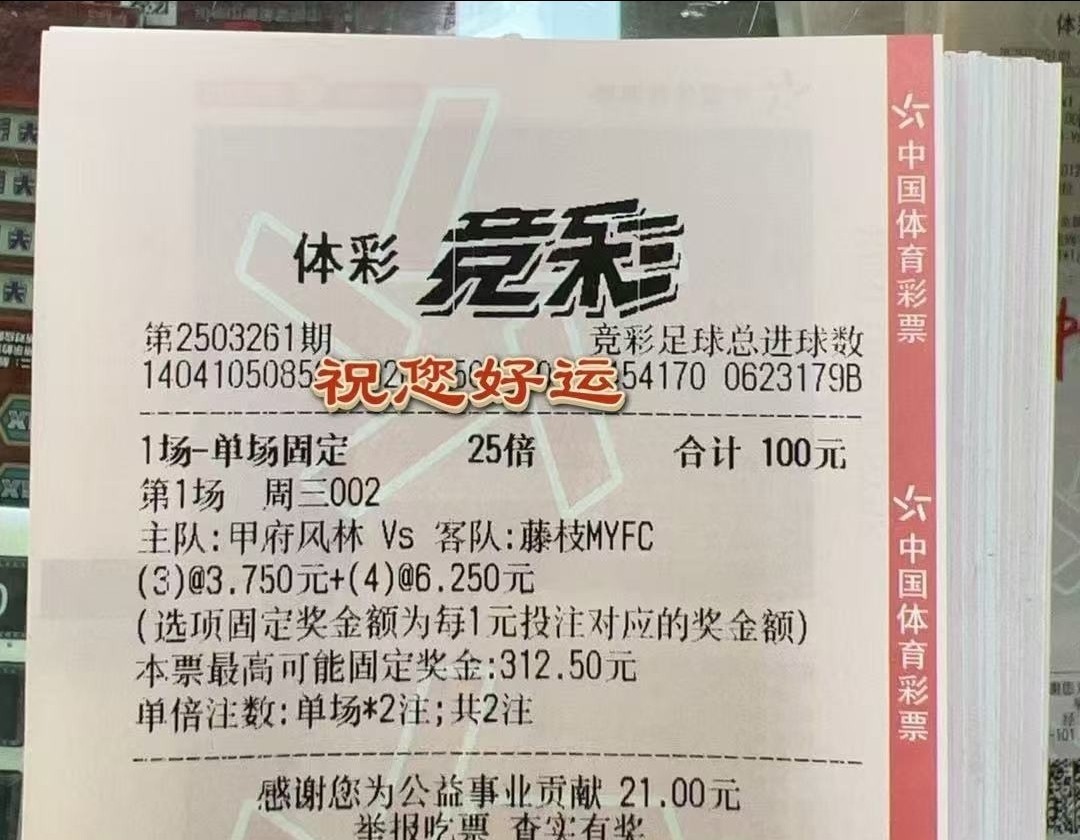 体彩 竞彩
第2503261期 竞彩足球总进球数
祝您好运
54170 0623179B
1场-单场固定 25倍 合计 100元
第1场 周三002
主队:甲府风林 Vs 客队:藤枝MYFC
(3)@3.750元+(4)@6.250元
(选项固定奖金额为每1元投注对应的奖金额)
本票最高可能固定奖金:312.50元
单倍注数:单场*2注;共2注
感谢您为公益事业贡献 21.00元
举报吃票 查实有奖
中国体育彩票
中国体育彩票